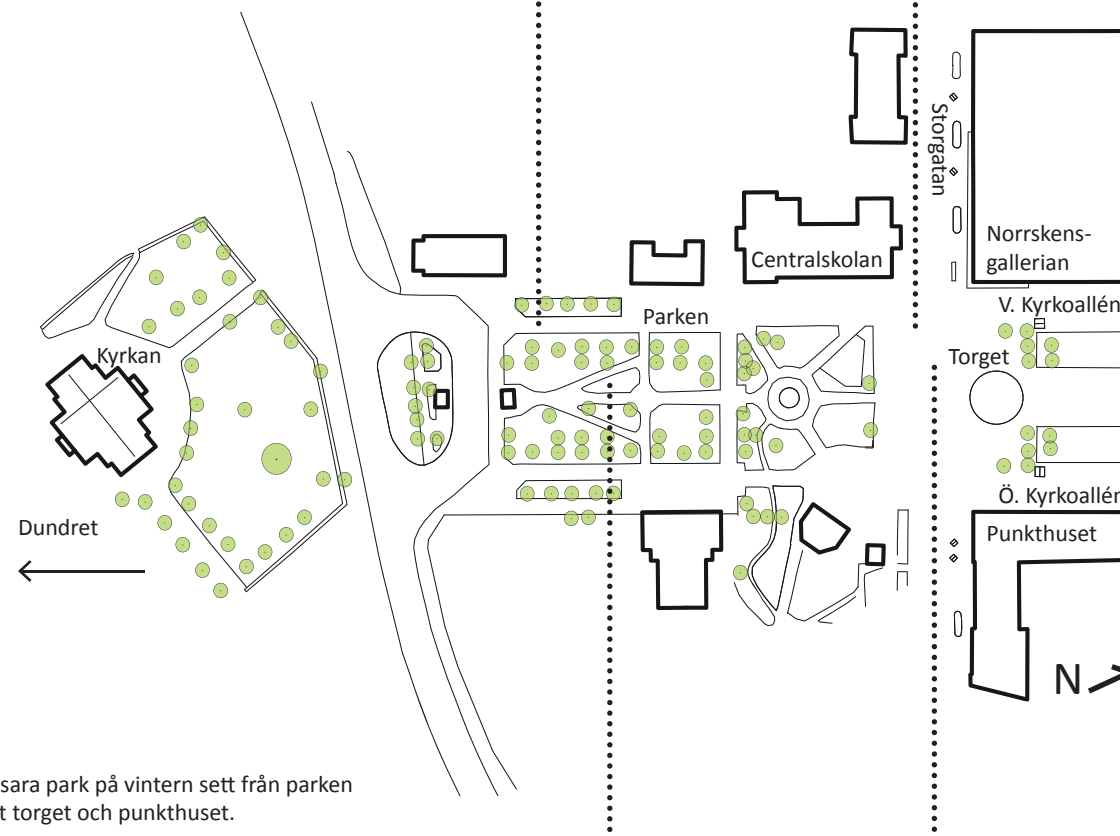 Storgatan
Norrskens-
gallerian
Centralskolan
V. Kyrkoallén
Parken
Kyrkan
Torget
Ö. Kyrkoallén
Dundret
Punkthuset
N
sara park på vintern sett från parken
t torget och punkthuset.